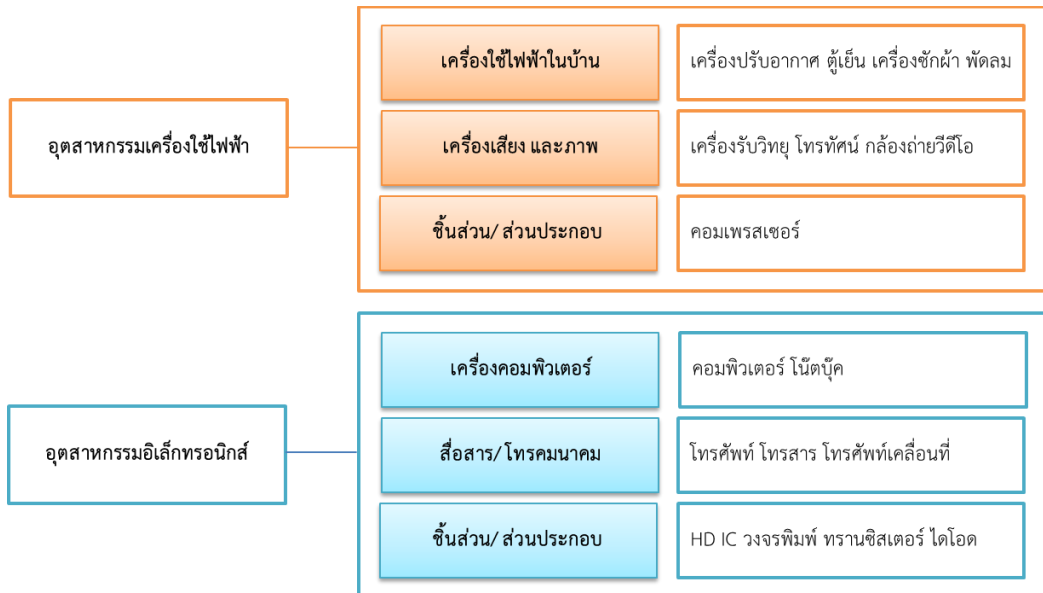 อุตสาหกรรมเครื่องใช้ไฟฟ้า
เครื่องใช้ไฟฟ้าในบ้าน
เครื่องปรับอากาศ ตู้เย็น เครื่องซักผ้า พัดลม
เครื่องเสียง และภาพ
เครื่องรับวิทยุ โทรทัศน์ กล้องถ่ายวีดีโอ
ชิ้นส่วน/ ส่วนประกอบ
คอมเพรสเซอร์
อุตสาหกรรมอิเล็กทรอนิกส์
เครื่องคอมพิวเตอร์
คอมพิวเตอร์ โน๊ตบุ๊ค
สื่อสาร/ โทรคมนาคม
โทรศัพท์ โทรสาร โทรศัพท์เคลื่อนที่
ชิ้นส่วน/ ส่วนประกอบ
HD IC วงจรพิมพ์ ทรานซิสเตอร์ ไดโอด